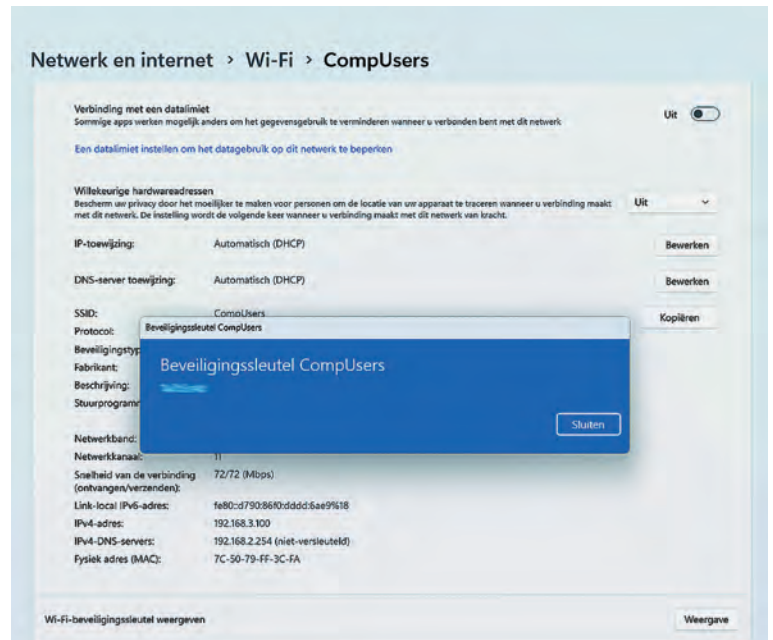 Netwerk en internet > Wi-Fi > CompUsers
Verbinding met een datalimiet
Uit
Sommige apps werken mogelijk anders om het gegevensgebruik te verminderen wanneer u verbonden bent met dit netwerk
Een datalimiet instellen om het datagebruik op dit netwerk te beperken
Willekeurige hardwareadressen
Bescherm uw privacy door het moeilijker te maken voor personen om de locatie van uw apparaat te traceren wanneer u verbinding maakt
Uit
met dit netwerk. De instelling wordt de volgende keer wanneer u verbinding maakt met dit netwerk van kracht.
IP-toewijzing: Automatisch (DHCP) Bewerken
DNS-server toewijzing: Automatisch (DHCP) Bewerken
SSID: CompUsers Kopiëren
Protocol:
Beveiligingssleutel CompUsers
Beveiligingstyp
Fabrikant:
Beveiligingssleutel CompUsers
Beschrijving:
Stuurprogramm
Sluiten
Netwerkband:
Netwerkkanaal: 11
Snelheid van de verbinding 72/72 (Mbps)
(ontvangen/verzenden):
Link-local IPv6-adres: fe80::d790:86f0:dddd:6ae9%18
IPv4-adres: 192.168.3.100
IPv4-DNS-servers: 192.168.2.254 (niet-versleuteld)
Fysiek adres (MAC): 7C-50-79-FF-3C-FA
Wi-Fi-beveiligingssleutel weergeven Weergave